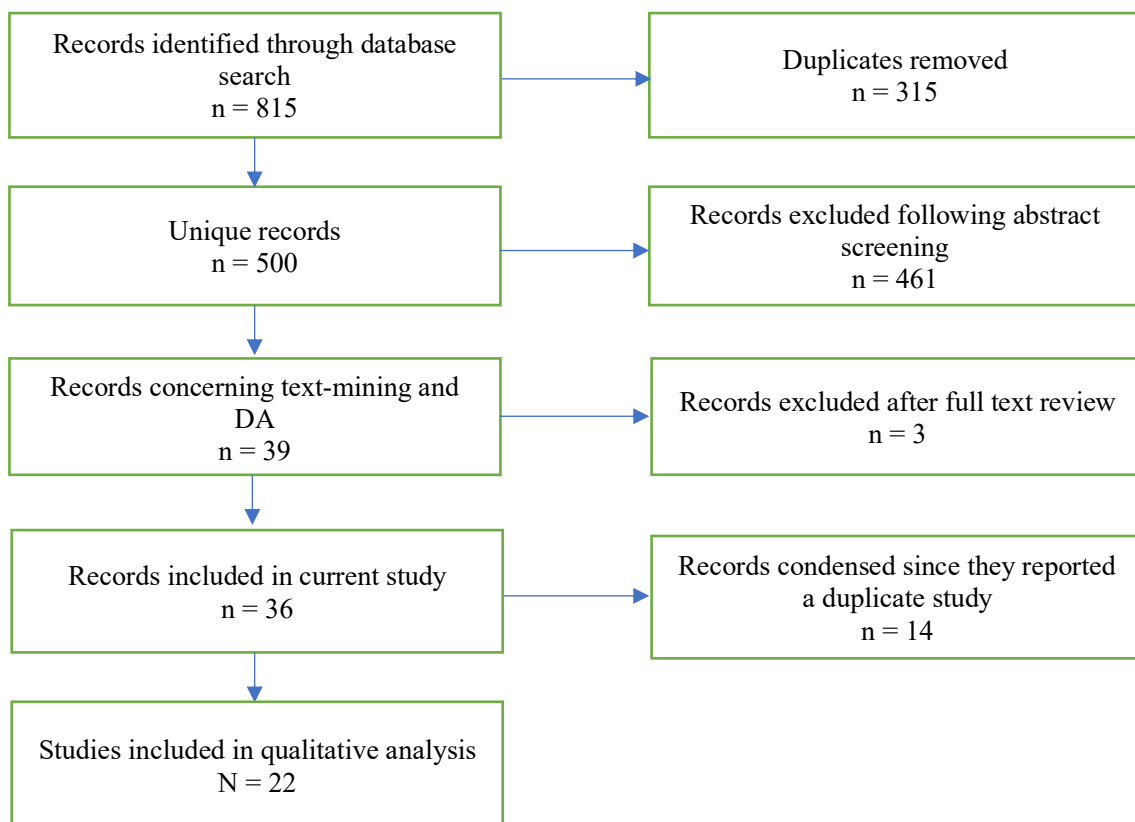 Records identified through database
search
n = 815
Duplicates removed
n = 315
Unique records
n = 500
Records excluded following abstract
screening
n = 461
Records concerning text-mining and
DA
n = 39
Records excluded after full text review
n = 3
Records included in current study
n = 36
Records condensed since they reported
a duplicate study
n = 14
Studies included in qualitative analysis
N = 22